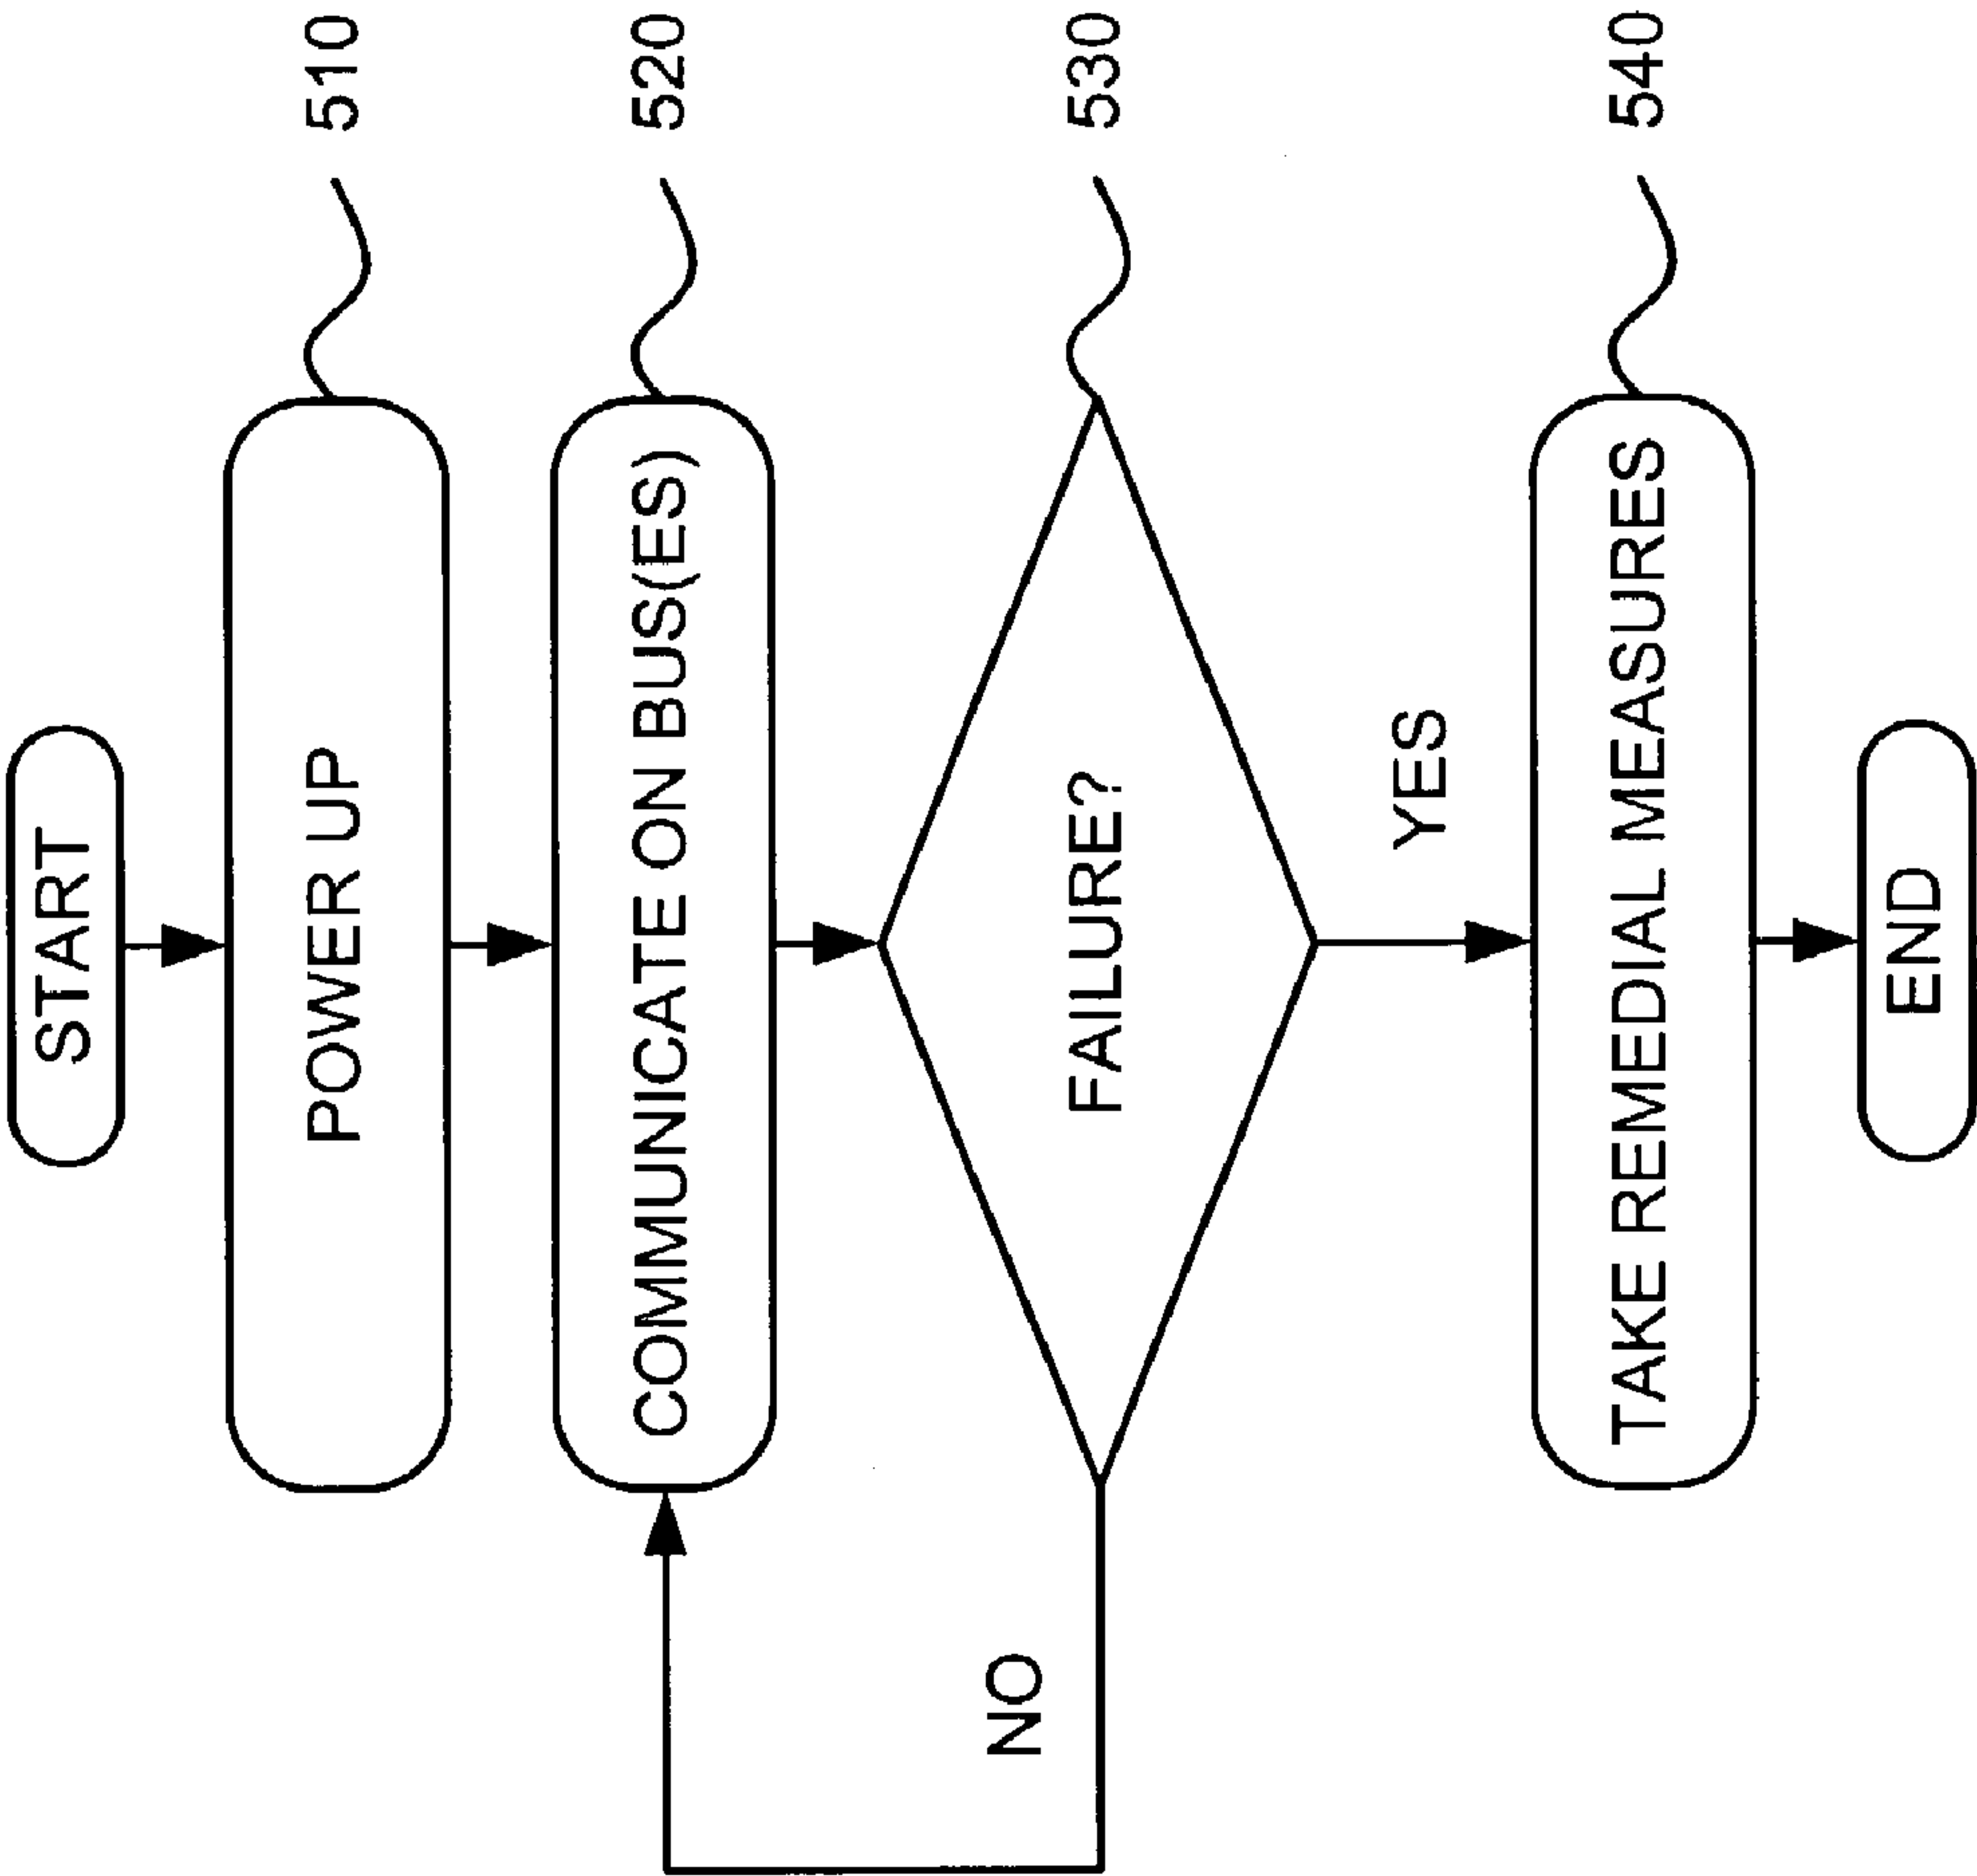 START
POWER UP
510
COMMUNICATE ON BUS(ES)
520
FAILURE?
530
NO
YES
TAKE REMEDIAL MEASURES
540
END